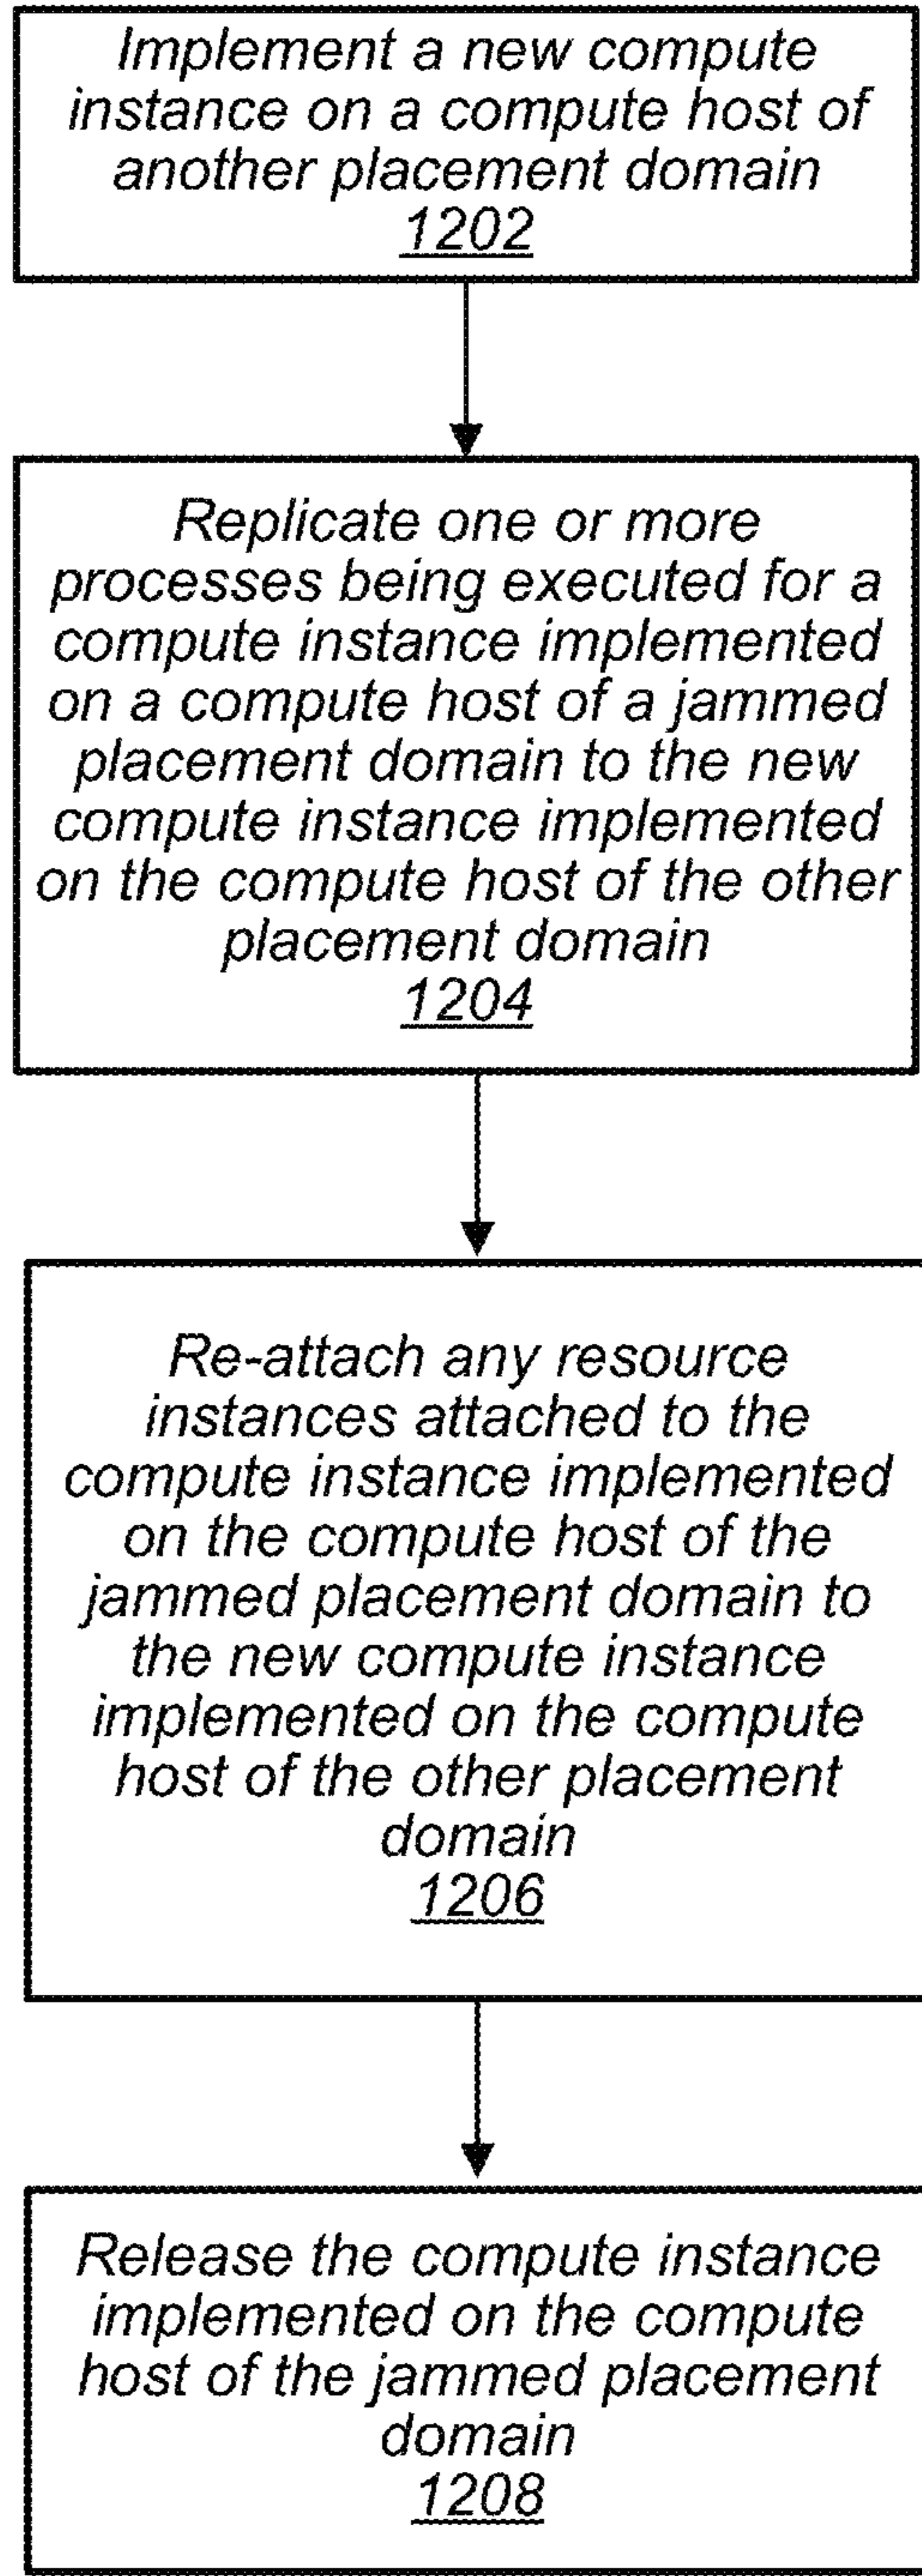 Implement a new compute
instance on a compute host of
another placement domain
1202
Replicate one or more
processes being executed for a
compute instance implemented
on a compute host of a jammed
placement domain to the new
compute instance implemented
on the compute host of the other
placement domain
1204
Re-attach any resource
instances attached to the
compute instance implemented
on the compute host of the
jammed placement domain to
the new compute instance
implemented on the compute
host of the other placement
domain
1206
Release the compute instance
implemented on the compute
host of the jammed placement
domain
1208